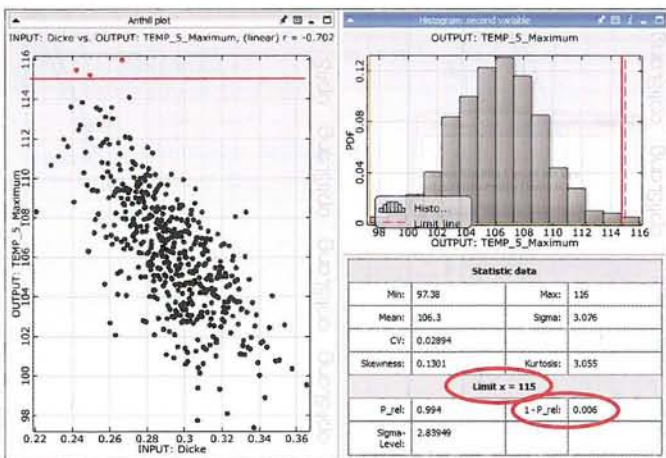 Anthill plot
INPUT: Dicke vs. OUTPUT: TEMP_5_Maximum, (linear) r = -0.702
OUTPUT: TEMP_5_Maximum
116
114
112
110
108
106
104
102
100
98
0.22 0.24 0.26 0.28 0.3 0.32 0.34 0.36
INPUT: Dicke
Histogram: second variable
OUTPUT: TEMP_5_Maximum
PDF
0.12
0.08
0.04
0
Histo...
Limit line
98 100 102 104 106 108 110 112 114 116
OUTPUT: TEMP_5_Maximum
Statistic data
Min: 97.38 Max: 116
Mean: 106.3 Sigma: 3.076
CV: 0.02894
Skewness: 0.1301 Kurtosis: 3.055
Limit x = 115
P_rel: 0.994 1-P_rel: 0.006
Sigma-
Level: 2.83949